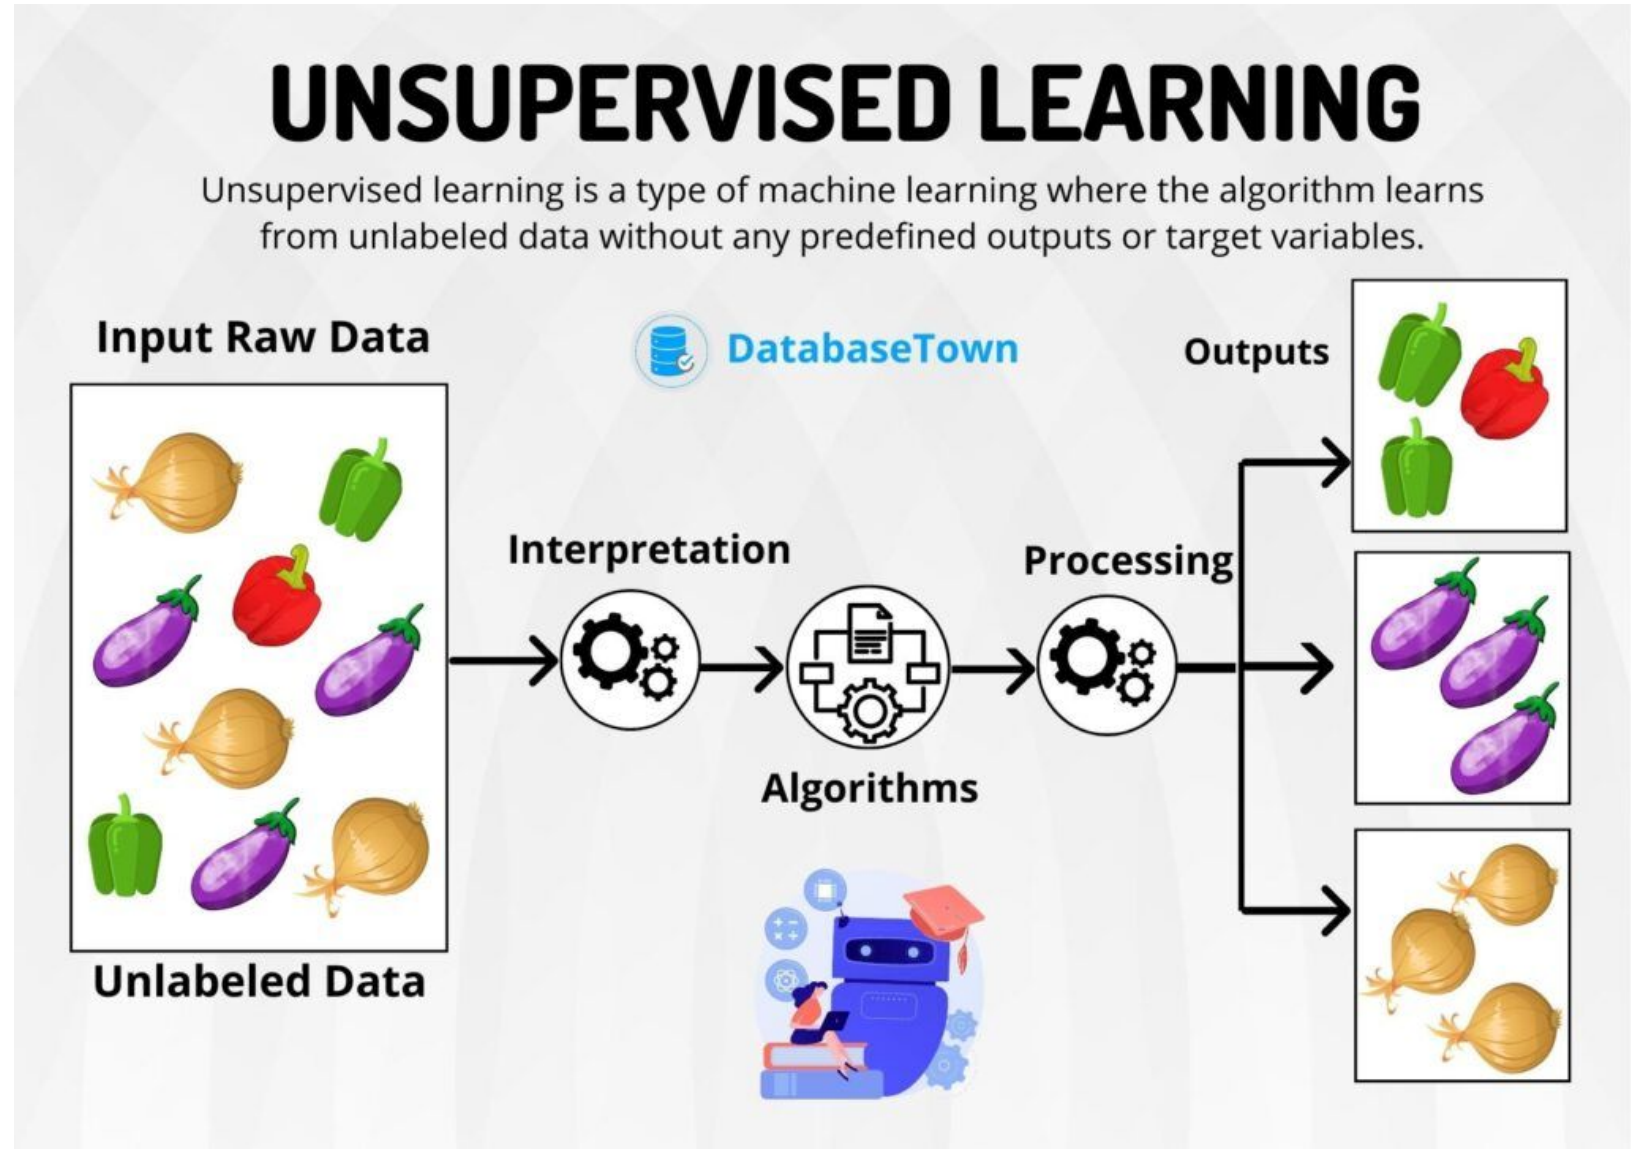 UNSUPERVISED LEARNING
Unsupervised learning is a type of machine learning where the algorithm learns
from unlabeled data without any predefined outputs or target variables.
Input Raw Data
DatabaseTown
Outputs
Interpretation
Processing
Algorithms
Unlabeled Data